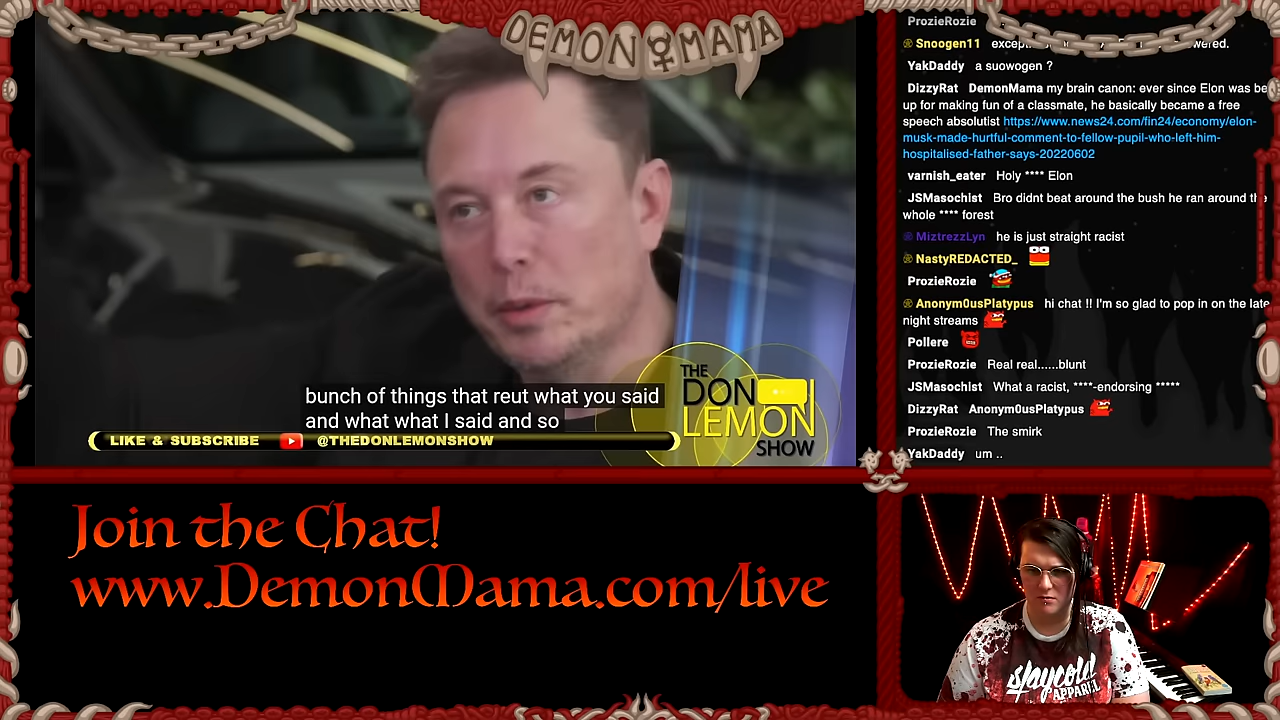 DEMON MAMA
bunch of things that reut what you said
and what what I said and so
LIKE & SUBSCRIBE @THEDONLEMONSHOW
THE
DON
LEMON
SHOW
ProzieRozie
Snoogen11
YakDaddy a suowogen ?
DizzyRat DemonMama my brain canon: ever since Elon was be
up for making fun of a classmate, he basically became a free
speech absolutist https://www.news24.com/fin24/economy/elon-
musk-made-hurtful-comment-to-fellow-pupil-who-left-him-
hospitalised-father-says-20220602
varnish_eater Holy **** Elon
JSMasochist Bro didnt beat around the bush he ran around the
whole **** forest
MiztrezzLyn he is just straight racist
NastyREDACTED_
ProzieRozie
Anonym0usPlatypus hi chat !! I'm so glad to pop in on the late
night streams
Pollere
ProzieRozie Real real......blunt
JSMasochist What a racist, ****-endorsing *****
DizzyRat Anonym0usPlatypus
ProzieRozie The smirk
YakDaddy um ..
Join the Chat!
www.DemonMama.com/live
slaycold
APPAREL